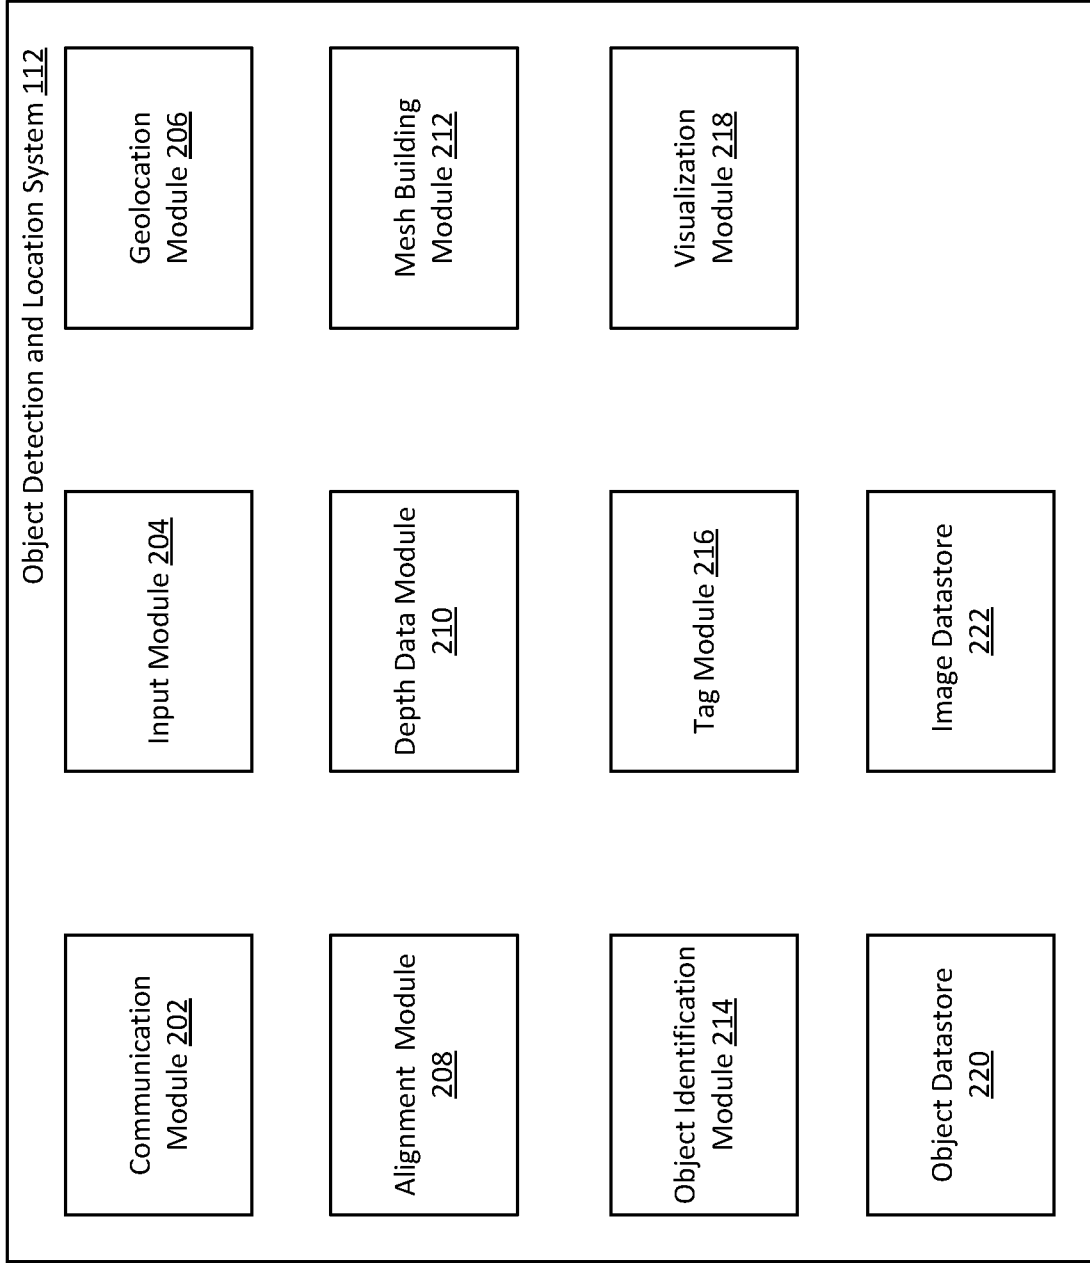 Object Detection and Location System 112
Communication
Module 202
Input Module 204
Geolocation
Module 206
Alignment Module
208
Depth Data Module
210
Mesh Building
Module 212
Object Identification
Module 214
Tag Module 216
Visualization
Module 218
Object Datastore
220
Image Datastore
222